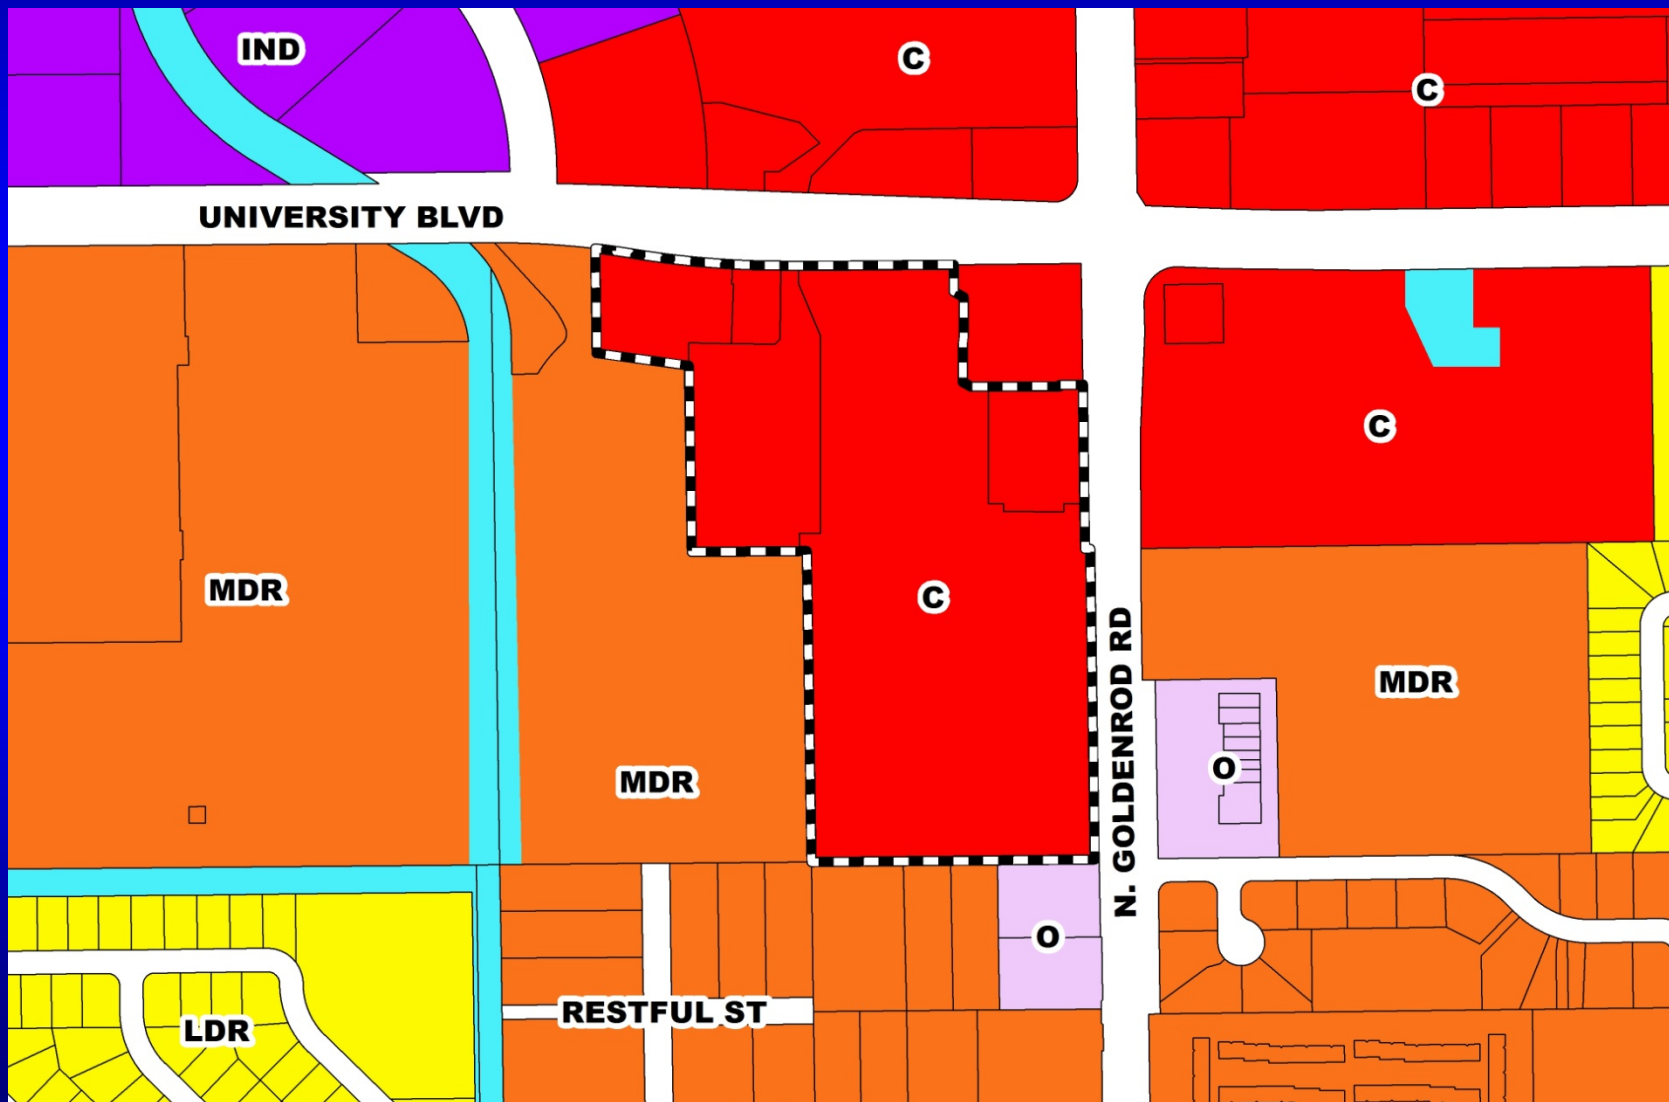 IND
C
C
UNIVERSITY BLVD
C
MDR
C
N. GOLDENROD RD
MDR
O
MDR
O
RESTFUL ST
LDR